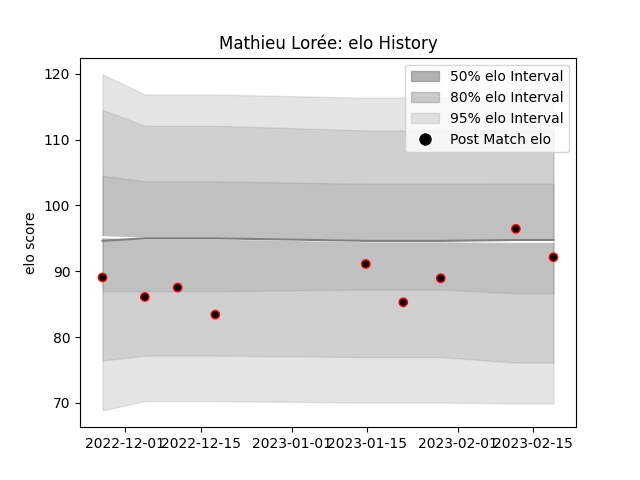 Mathieu Lorée: elo History
elo score
120
110
100
90
80
70
50% elo Interval
80% elo Interval
95% elo Interval
Post Match elo
2022-12-01 2022-12-15 2023-01-01 2023-01-15 2023-02-01 2023-02-15